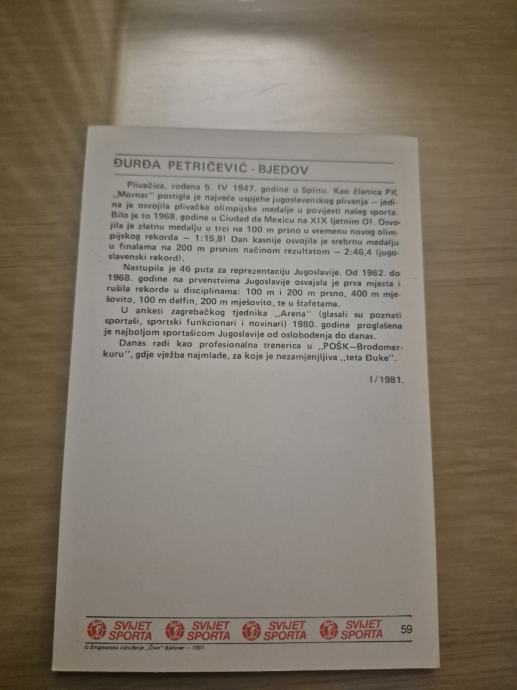 ĐURĐA PETRIČEVIĆ - BJEDOV
Plivačica, rođena 5. IV 1947. godine u Splitu. Kao članica PK
„Mornar" postigla je najveće uspjehe jugoslavenskog plivanja — jedi-
na je osvojila plivačke olimpijske medalje u povijesti našeg sporta.
Bilo je to 1968. godine u Ciudad de Mexicu na XIX ljetnim OI. Osvo-
jila je zlatnu medalju u trci na 100 m prsno u vremenu novog olim-
pijskog rekorda — 1:15,8! Dan kasnije osvojila je srebrnu medalju
u finalama na 200 m prsnim načinom rezultatom — 2:46,4 (jugo-
slavenski rekord).
Nastupila je 46 puta za reprezentaciju Jugoslavije. Od 1962. do
1968. godine na prvenstvima Jugoslavije osvajala je prva mjesta i
rušila rekorde u disciplinama: 100 m i 200 m prsno, 400 m mje-
šovito, 100 m delfin, 200 m mješovito, te u štafetama.
U anketi zagrebačkog tjednika „Arena" (glasali su poznati
sportaši, sportski funkcionari i novinari) 1980. godine proglašena
je najboljom sportašicom Jugoslavije od oslobođenja do danas.
Danas radi kao profesionalna trenerica u „POŠK—Brodomer-
kuru", gdje vježba najmlađe, za koje je nezamjenjljiva „teta Đuke".
I/1981.
SVIJET SPORTA SVIJET SPORTA SVIJET SPORTA SVIJET SPORTA 59
© Enigmatsko udruženje „Čvor" Bjelovar — 1981.